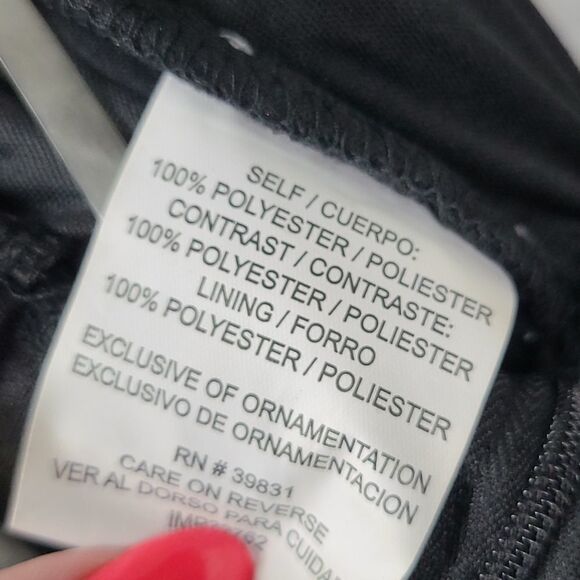 SELF / CUERPO:
100% POLYESTER / POLIESTER
CONTRAST / CONTRASTE:
100% POLYESTER / POLIESTER
LINING / FORRO
100% POLYESTER / POLIESTER
EXCLUSIVE OF ORNAMENTATION
EXCLUSIVO DE ORNAMENTACION
RN # 39831
CARE ON REVERSE
VER AL DORSO PARA CUIDA